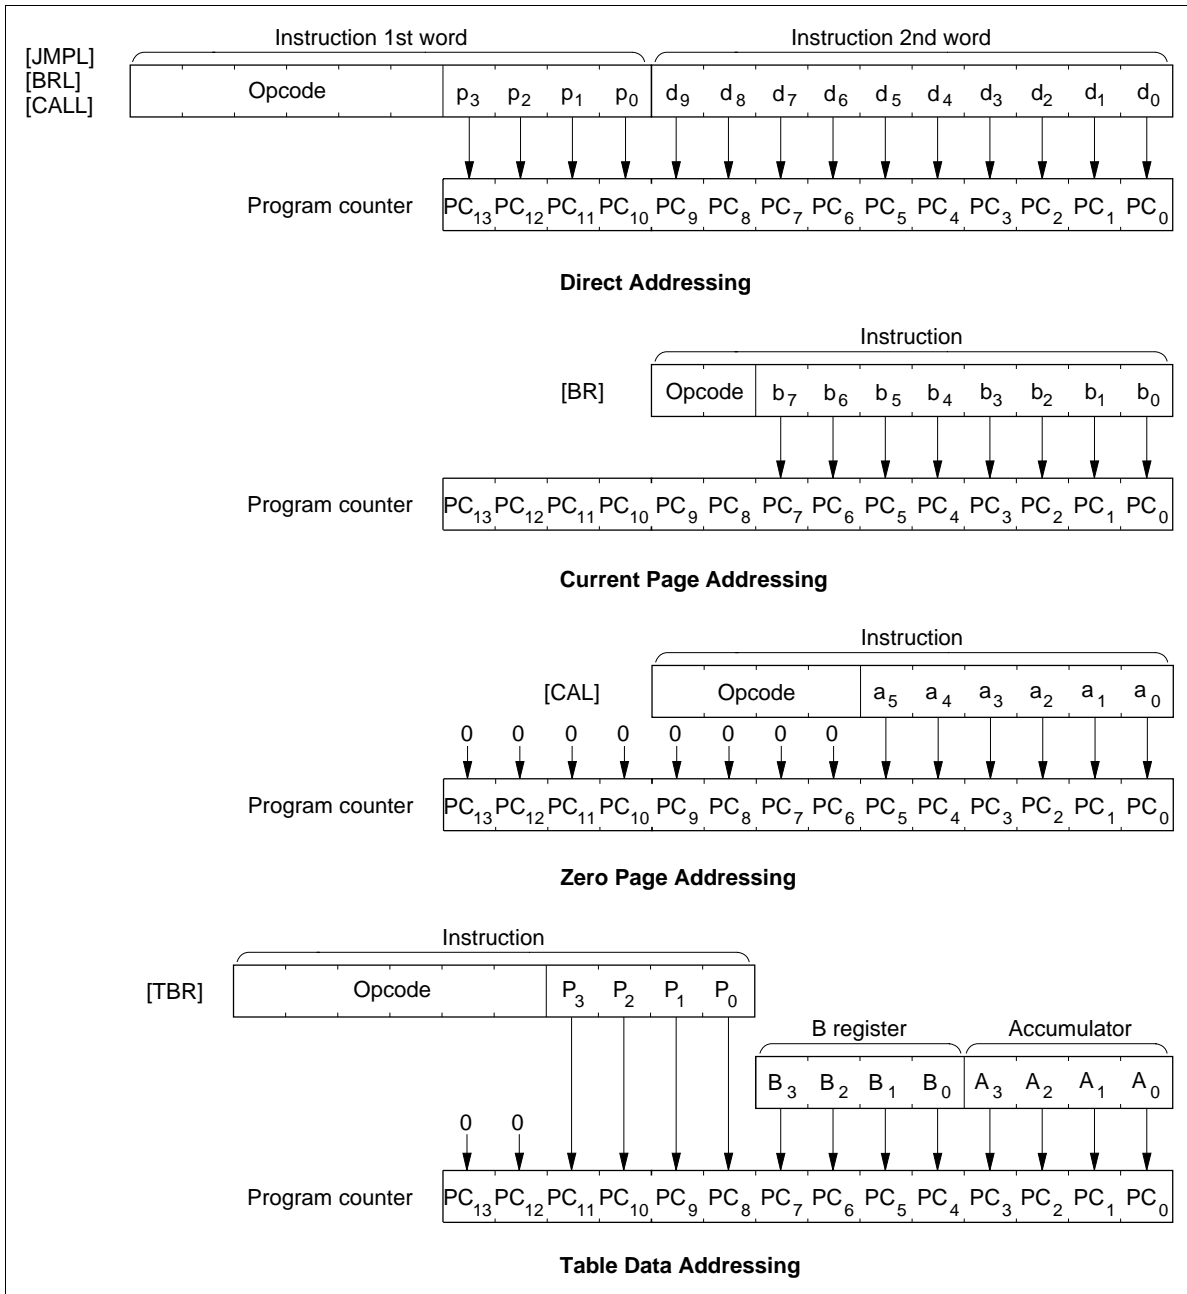 Instruction 1st word Instruction 2nd word
[JMPL]
[BRL]
[CALL]
Opcode p3 p2 p1 p0 d9 d8 d7 d6 d5 d4 d3 d2 d1 d0
Program counter PC13 PC12 PC11 PC10 PC9 PC8 PC7 PC6 PC5 PC4 PC3 PC2 PC1 PC0
Direct Addressing
Instruction
[BR] Opcode b7 b6 b5 b4 b3 b2 b1 b0
Program counter PC13 PC12 PC11 PC10 PC9 PC8 PC7 PC6 PC5 PC4 PC3 PC2 PC1 PC0
Current Page Addressing
Instruction
[CAL] Opcode a5 a4 a3 a2 a1 a0
0 0 0 0 0 0 0 0
Program counter PC13 PC12 PC11 PC10 PC9 PC8 PC7 PC6 PC5 PC4 PC3 PC2 PC1 PC0
Zero Page Addressing
Instruction
[TBR] Opcode P3 P2 P1 P0
B register Accumulator
B3 B2 B1 B0 A3 A2 A1 A0
0 0
Program counter PC13 PC12 PC11 PC10 PC9 PC8 PC7 PC6 PC5 PC4 PC3 PC2 PC1 PC0
Table Data Addressing